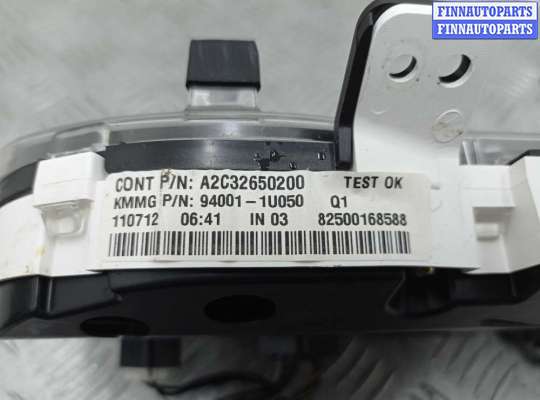 FINNAUTOPARTS
FINNAUTOPARTS
CONT P/N: A2C32650200 TEST OK
KMMG P/N: 94001-1U050 Q1
110712 06:41 IN 03 82500168588